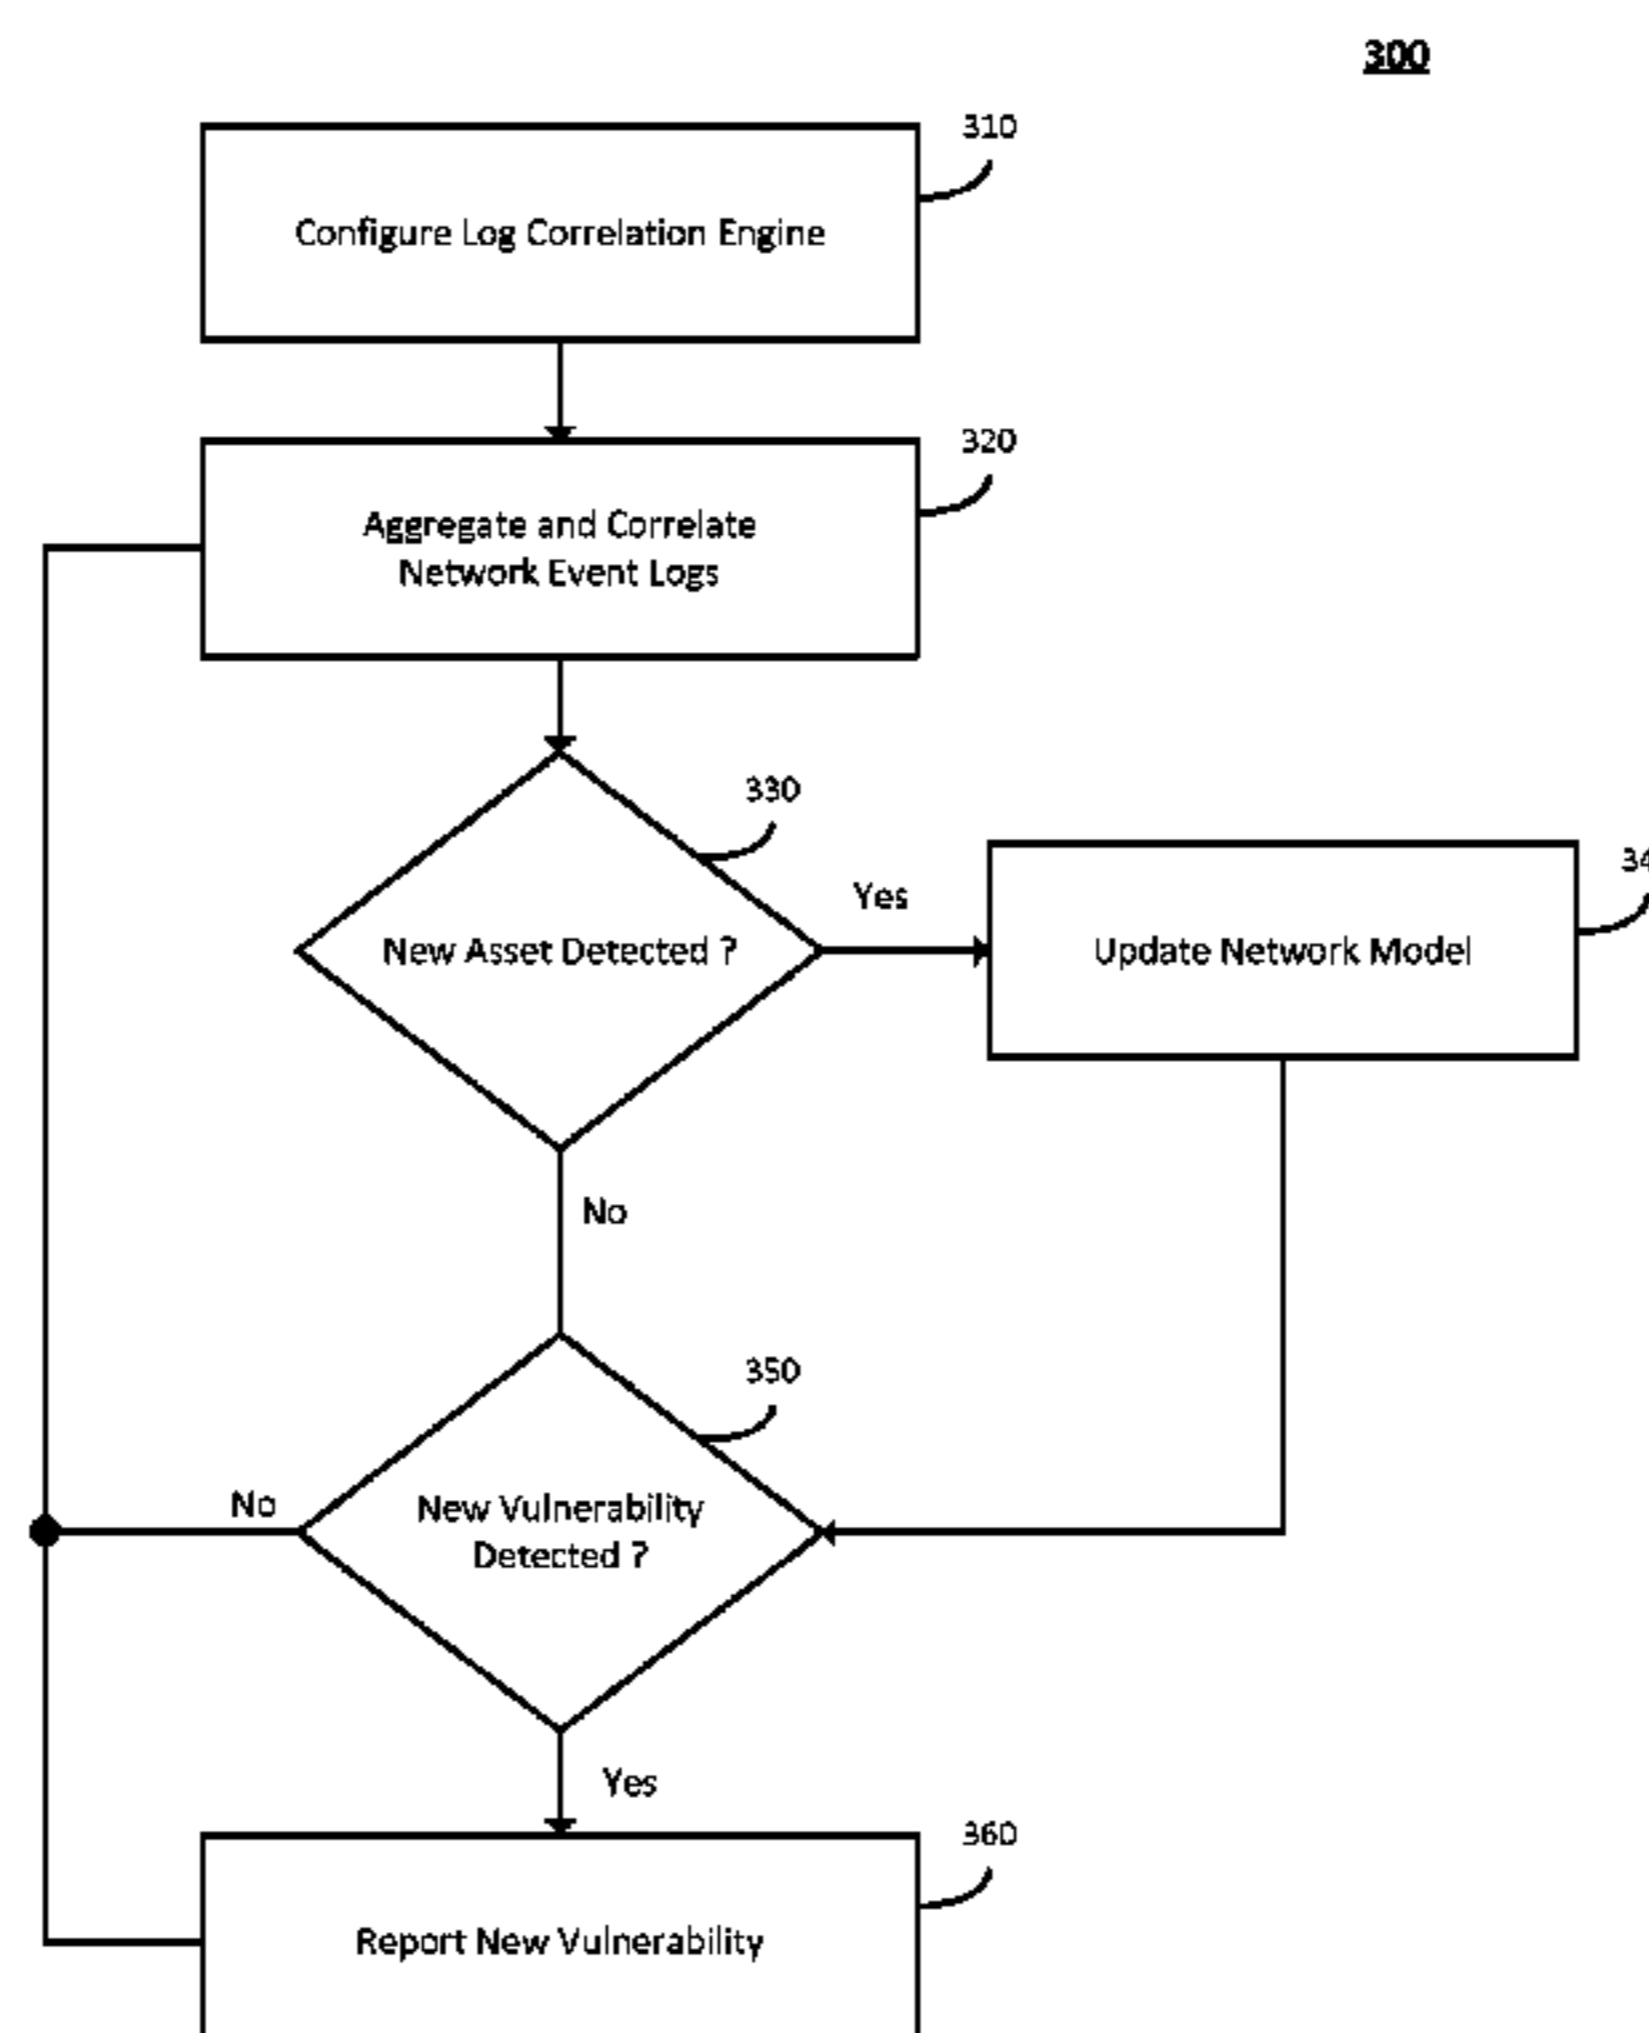 300
310
Configure Log Correlation Engine
320
Aggregate and Correlate
Network Event Logs
330
Yes
New Asset Detected ?
Update Network Model
No
350
No
New Vulnerability
Detected ?
Yes
360
Report New Vulnerability